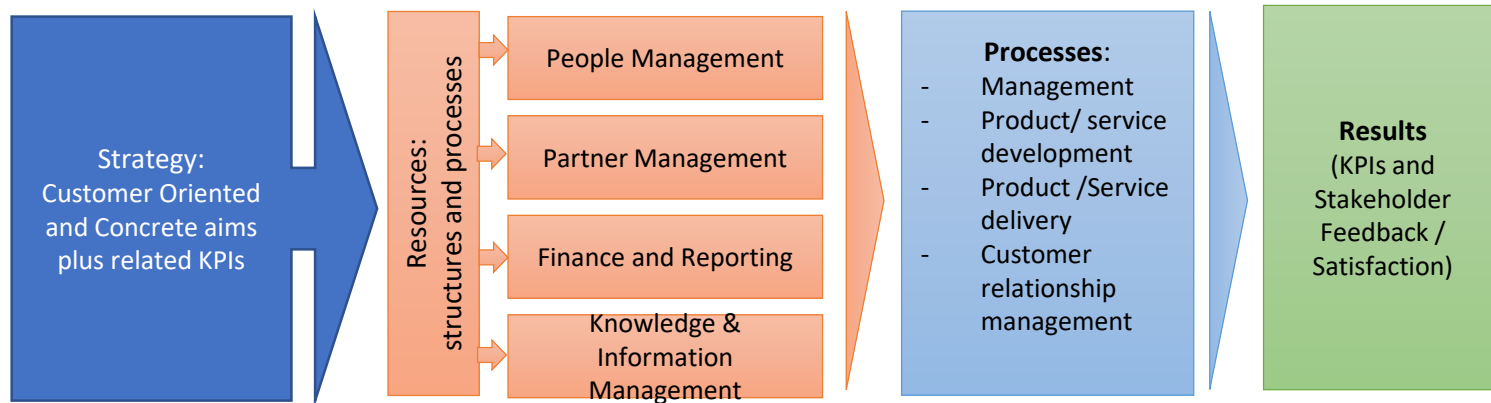 Strategy:
Customer Oriented
and Concrete aims
plus related KPIs
Resources:
structures and processes
People Management
Partner Management
Finance and Reporting
Knowledge &
Information
Management
Processes:
- Management
- Product/ service
development
- Product /Service
delivery
- Customer
relationship
management
Results
(KPIs and
Stakeholder
Feedback /
Satisfaction)